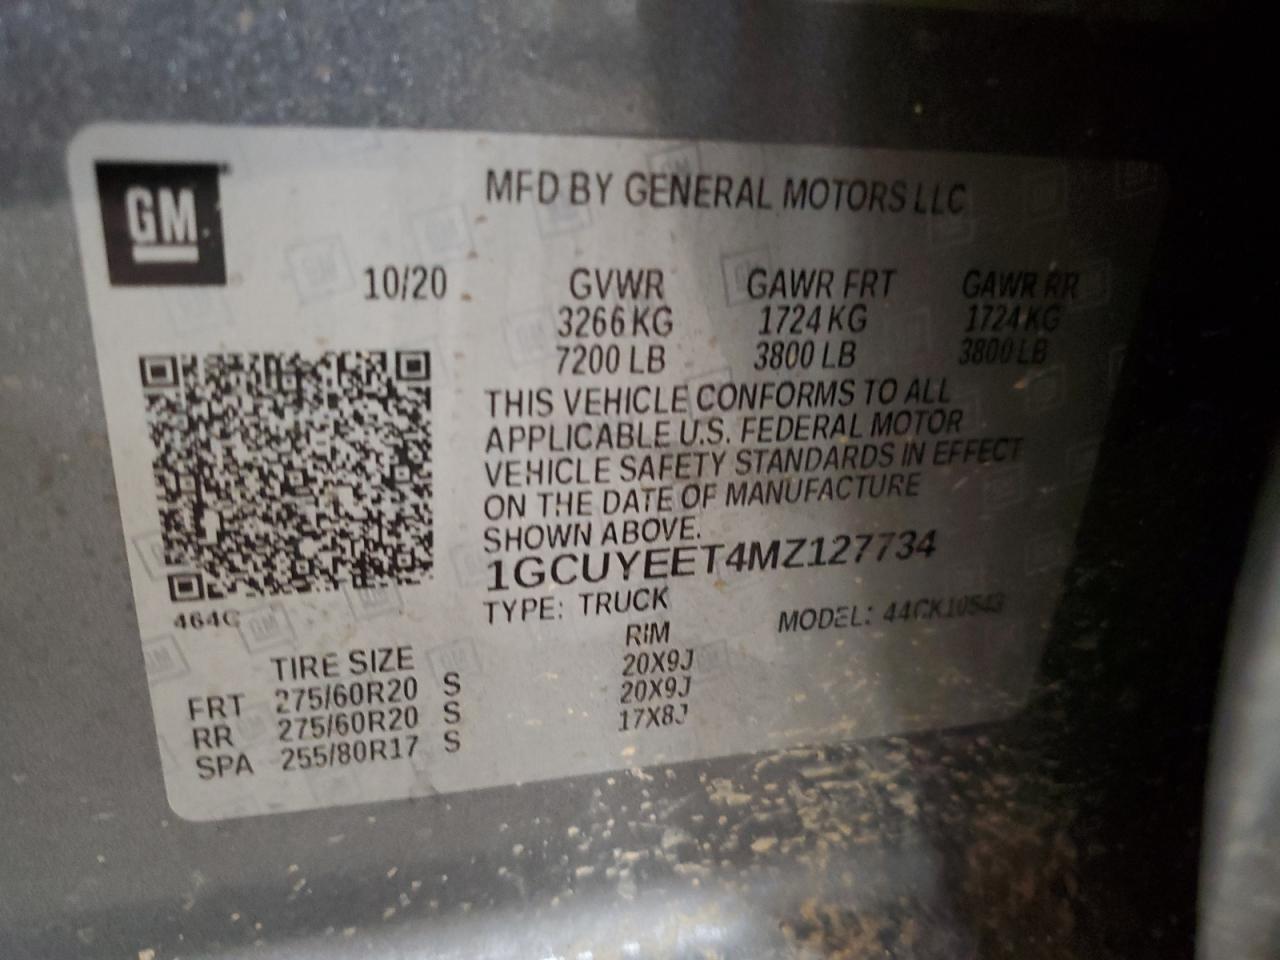 GM
MFD BY GENERAL MOTORS LLC
10/20 GVWR GAWR FRT GAWR RR
3266 KG 1724 KG 1724 KG
7200 LB 3800 LB 3800 LB
THIS VEHICLE CONFORMS TO ALL
APPLICABLE U.S. FEDERAL MOTOR
VEHICLE SAFETY STANDARDS IN EFFECT
ON THE DATE OF MANUFACTURE
SHOWN ABOVE.
1GCUYEET4MZ127734
464C
TYPE: TRUCK MODEL: 44CK10543
TIRE SIZE RIM
FRT 275/60R20 S 20X9J
RR 275/60R20 S 20X9J
SPA 255/80R17 S 17X8J